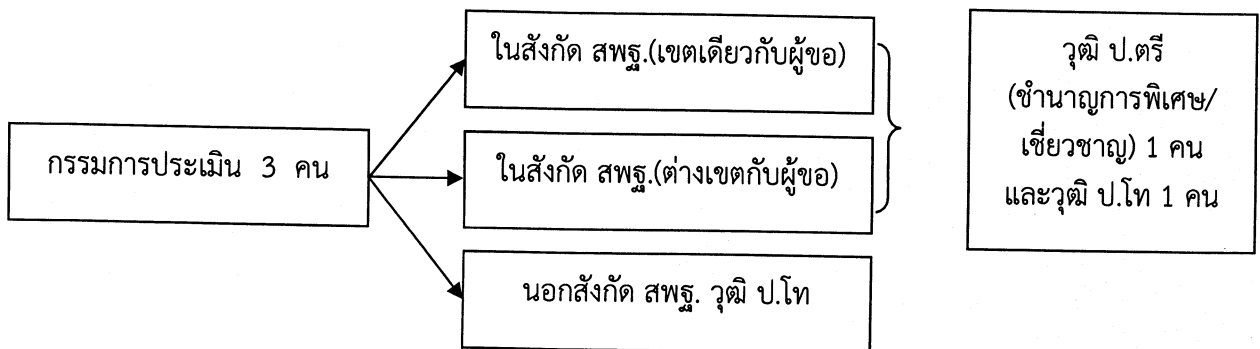 กรรมการประเมิน 3 คน
ในสังกัด สพฐ.(เขตเดียวกับผู้ขอ)
ในสังกัด สพฐ.(ต่างเขตกับผู้ขอ)
นอกสังกัด สพฐ. วุฒิ ป.โท
วุฒิ ป.ตรี
(ชำนาญการพิเศษ/
เชี่ยวชาญ) 1 คน
และวุฒิ ป.โท 1 คน